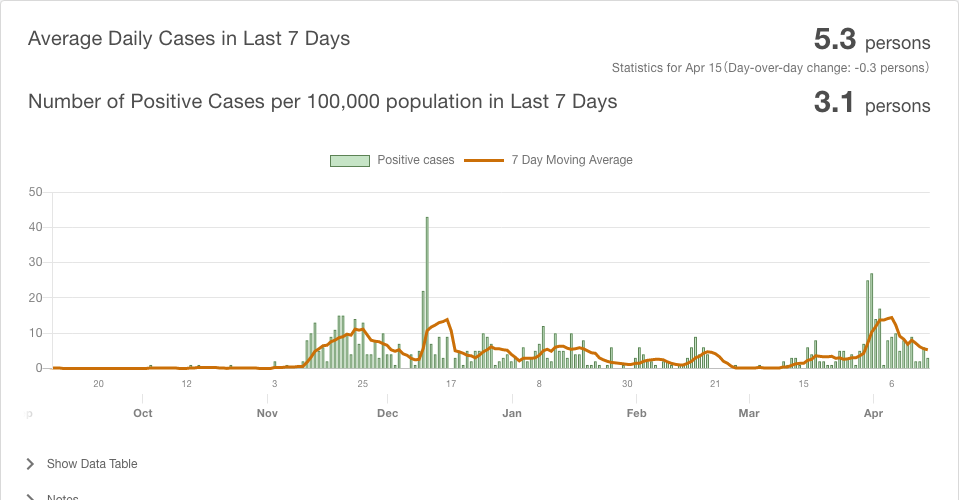 Average Daily Cases in Last 7 Days
5.3 persons
Statistics for Apr 15(Day-over-day change: -0.3 persons)
Number of Positive Cases per 100,000 population in Last 7 Days
3.1 persons
Positive cases 7 Day Moving Average
50
40
30
20
10
0
20 12 3 25 17 8 30 21 15 6
p Oct Nov Dec Jan Feb Mar Apr
Show Data Table
Notes